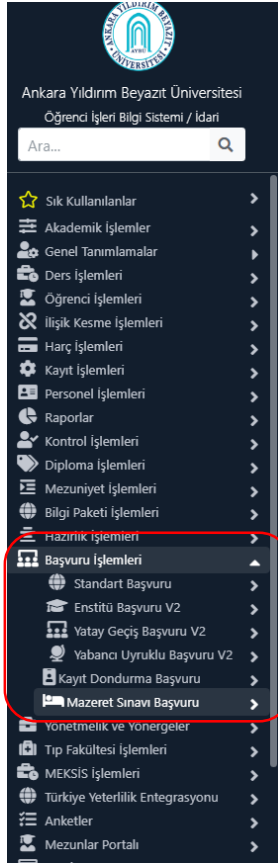 YILDIRIM BEYAZIT
ANKARA
ÜNİVERSİTESİ
AYBÜ
Ankara Yıldırım Beyazıt Üniversitesi
Öğrenci İşleri Bilgi Sistemi / İdari
Ara...
Sık Kullanılanlar
Akademik İşlemler
Genel Tanımlamalar
Ders İşlemleri
Öğrenci İşlemleri
İlişik Kesme İşlemleri
Harç İşlemleri
Kayıt İşlemleri
Personel İşlemleri
Raporlar
Kontrol İşlemleri
Diploma İşlemleri
Mezuniyet İşlemleri
Bilgi Paketi İşlemleri
Hazırlık İşlemleri
Başvuru İşlemleri
Standart Başvuru
Enstitü Başvuru V2
Yatay Geçiş Başvuru V2
Yabancı Uyruklu Başvuru V2
Kayıt Dondurma Başvuru
Mazeret Sınavı Başvuru
Yönetmelik ve Yönergeler
Tıp Fakültesi İşlemleri
MEKSİS İşlemleri
Türkiye Yeterlilik Entegrasyonu
Anketler
Mezunlar Portalı